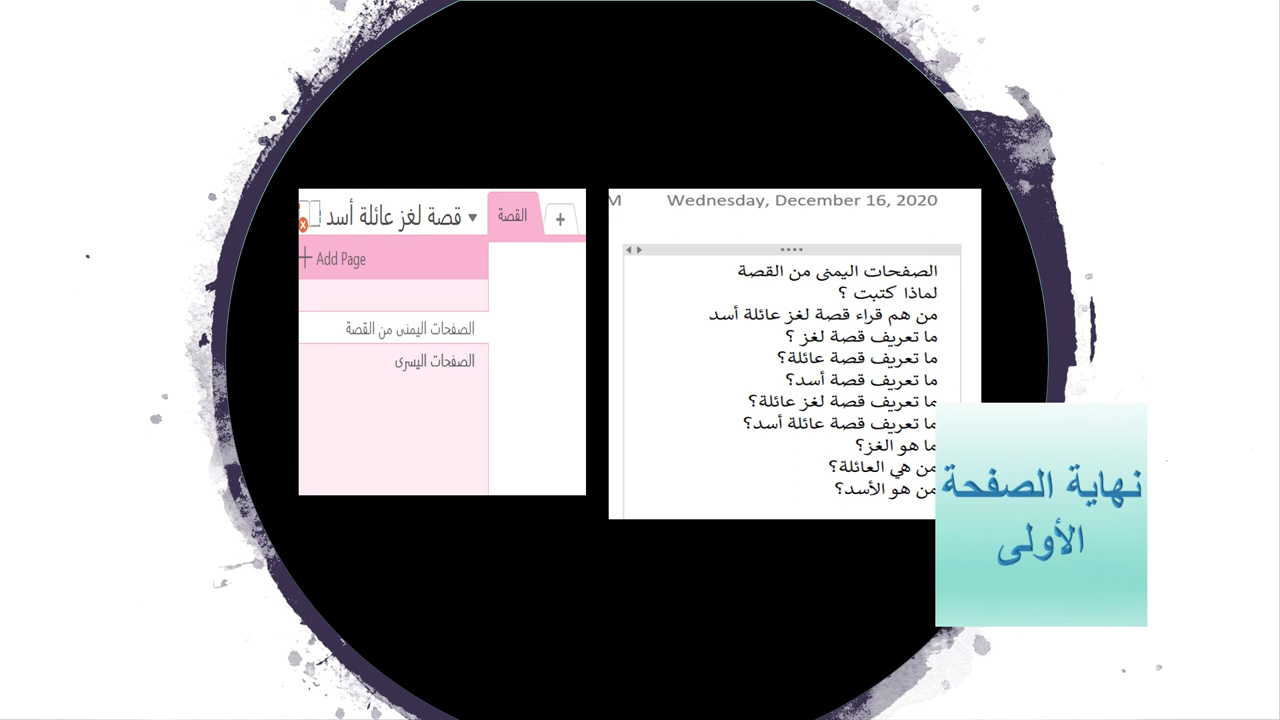 قصة لغز عائلة أسد
القصة
+
Add Page
الصفحات اليمنى من القصة
الصفحات اليسرى
M Wednesday, December 16, 2020
الصفحات اليمنى من القصة
لماذا كتبت ؟
من هم قراء قصة لغز عائلة أسد
ما تعريف قصة لغز ؟
ما تعريف قصة عائلة؟
ما تعريف قصة أسد؟
ما تعريف قصة لغز عائلة؟
ما تعريف قصة عائلة أسد؟
ما هو الغز؟
من هي العائلة؟
من هو الأسد؟
نهاية الصفحة
الأولى